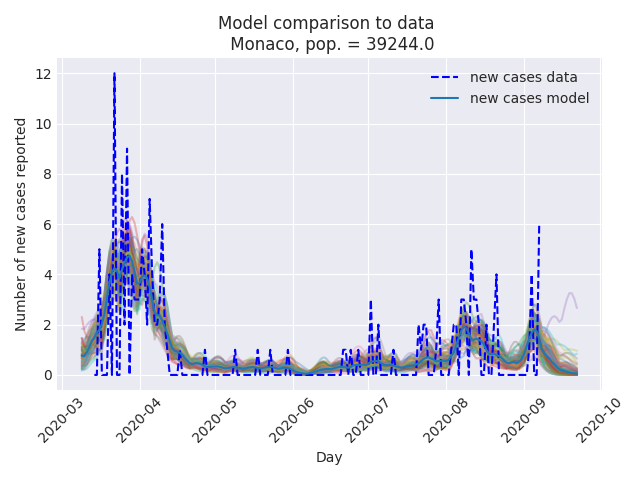 Model comparison to data
Monaco, pop. = 39244.0
new cases data
new cases model
Number of new cases reported
12
10
8
6
4
2
0
2020-03
2020-04
2020-05
2020-06
2020-07
2020-08
2020-09
2020-10
Day